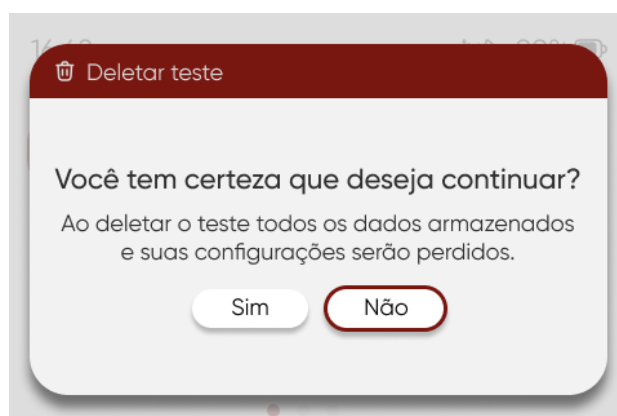 Deletar teste
Você tem certeza que deseja continuar?
Ao deletar o teste todos os dados armazenados
e suas configurações serão perdidos.
Sim Não